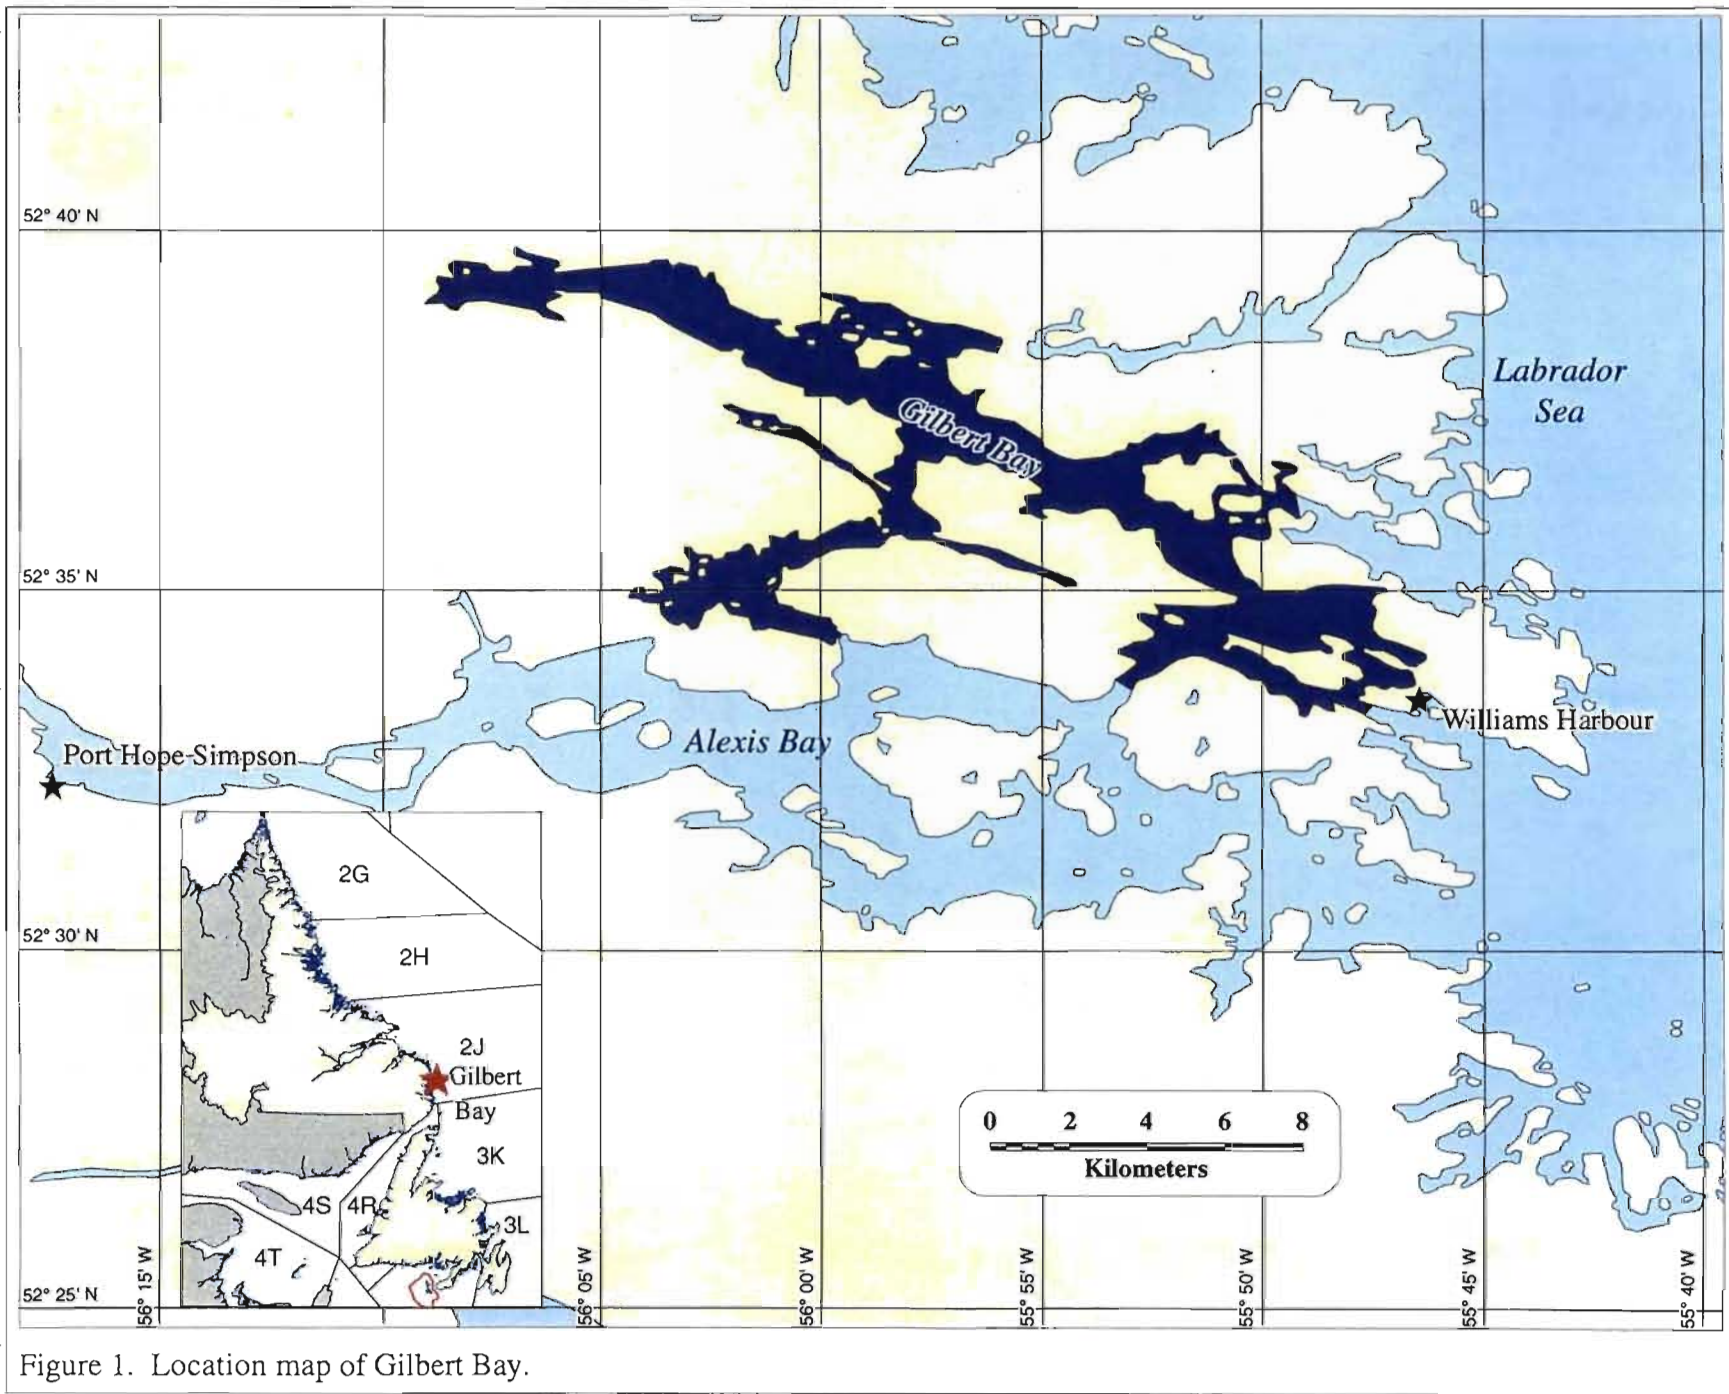 52° 40' N
Labrador
Sea
Gilbert Bay
52° 35' N
Williams Harbour
Alexis Bay
Port Hope-Simpson
2G
52° 30' N
2H
2J
Gilbert
Bay
0 2 4 6 8
Kilometers
3K
4S 4R
3L
4T
52° 25' N
56° 15' W
56° 05' W
56° 00' W
55° 55' W
55° 50' W
55° 45' W
55° 40' W
Figure 1. Location map of Gilbert Bay.